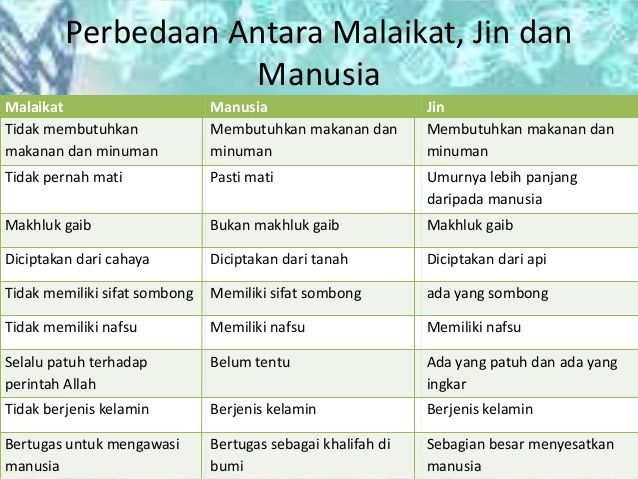 Perbedaan Antara Malaikat, Jin dan
Manusia
Malaikat Manusia Jin
Tidak membutuhkan Membutuhkan makanan dan Membutuhkan makanan dan
makanan dan minuman minuman minuman
Tidak pernah mati Pasti mati Umurnya lebih panjang
daripada manusia
Makhluk gaib Bukan makhluk gaib Makhluk gaib
Diciptakan dari cahaya Diciptakan dari tanah Diciptakan dari api
Tidak memiliki sifat sombong Memiliki sifat sombong ada yang sombong
Tidak memiliki nafsu Memiliki nafsu Memiliki nafsu
Selalu patuh terhadap Belum tentu Ada yang patuh dan ada yang
perintah Allah ingkar
Tidak berjenis kelamin Berjenis kelamin Berjenis kelamin
Bertugas untuk mengawasi Bertugas sebagai khalifah di Sebagian besar menyesatkan
manusia bumi manusia